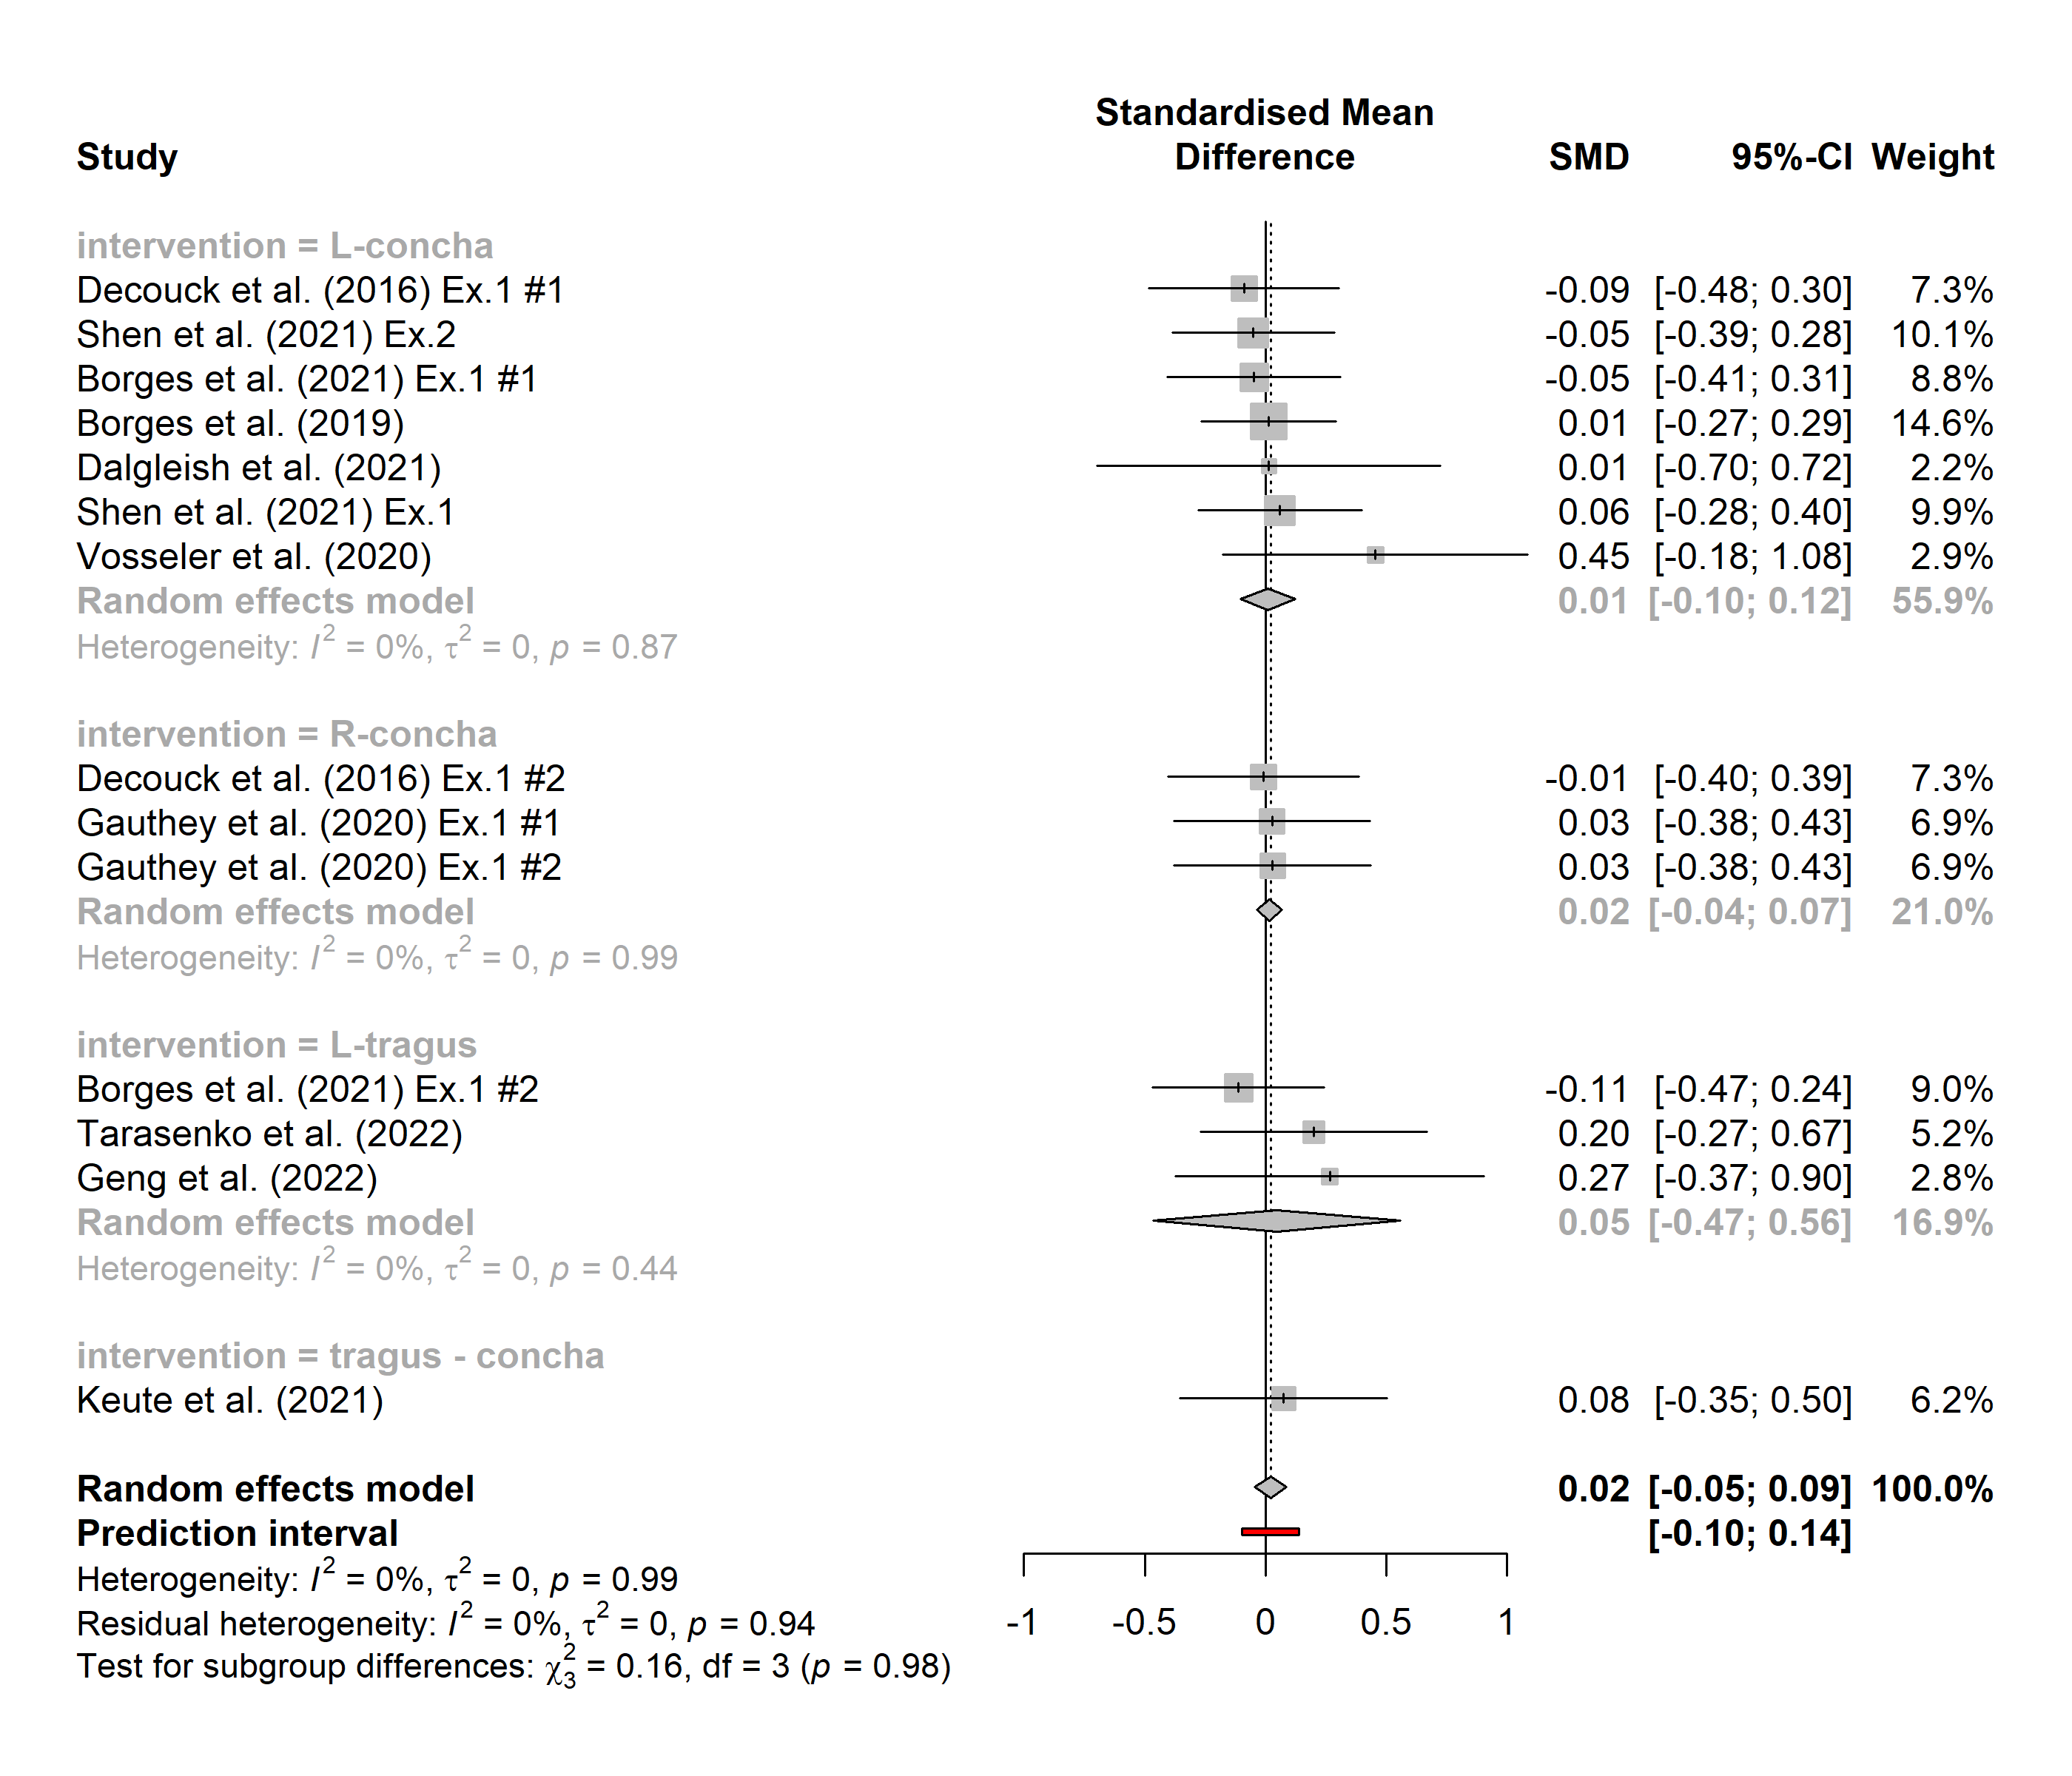 Standardised Mean
Study Difference SMD 95%-CI Weight
intervention = L-concha
Decouck et al. (2016) Ex.1 #1 -0.09 [-0.48; 0.30] 7.3%
Shen et al. (2021) Ex.2 -0.05 [-0.39; 0.28] 10.1%
Borges et al. (2021) Ex.1 #1 -0.05 [-0.41; 0.31] 8.8%
Borges et al. (2019) 0.01 [-0.27; 0.29] 14.6%
Dalgleish et al. (2021) 0.01 [-0.70; 0.72] 2.2%
Shen et al. (2021) Ex.1 0.06 [-0.28; 0.40] 9.9%
Vosseler et al. (2020) 0.45 [-0.18; 1.08] 2.9%
Random effects model 0.01 [-0.10; 0.12] 55.9%
Heterogeneity: I² = 0%, τ² = 0, p = 0.87
intervention = R-concha
Decouck et al. (2016) Ex.1 #2 -0.01 [-0.40; 0.39] 7.3%
Gauthey et al. (2020) Ex.1 #1 0.03 [-0.38; 0.43] 6.9%
Gauthey et al. (2020) Ex.1 #2 0.03 [-0.38; 0.43] 6.9%
Random effects model 0.02 [-0.04; 0.07] 21.0%
Heterogeneity: I² = 0%, τ² = 0, p = 0.99
intervention = L-tragus
Borges et al. (2021) Ex.1 #2 -0.11 [-0.47; 0.24] 9.0%
Tarasenko et al. (2022) 0.20 [-0.27; 0.67] 5.2%
Geng et al. (2022) 0.27 [-0.37; 0.90] 2.8%
Random effects model 0.05 [-0.47; 0.56] 16.9%
Heterogeneity: I² = 0%, τ² = 0, p = 0.44
intervention = tragus - concha
Keute et al. (2021) 0.08 [-0.35; 0.50] 6.2%
Random effects model 0.02 [-0.05; 0.09] 100.0%
Prediction interval [-0.10; 0.14]
Heterogeneity: I² = 0%, τ² = 0, p = 0.99
Residual heterogeneity: I² = 0%, τ² = 0, p = 0.94
-1 -0.5 0 0.5 1
Test for subgroup differences: χ²₃ = 0.16, df = 3 (p = 0.98)